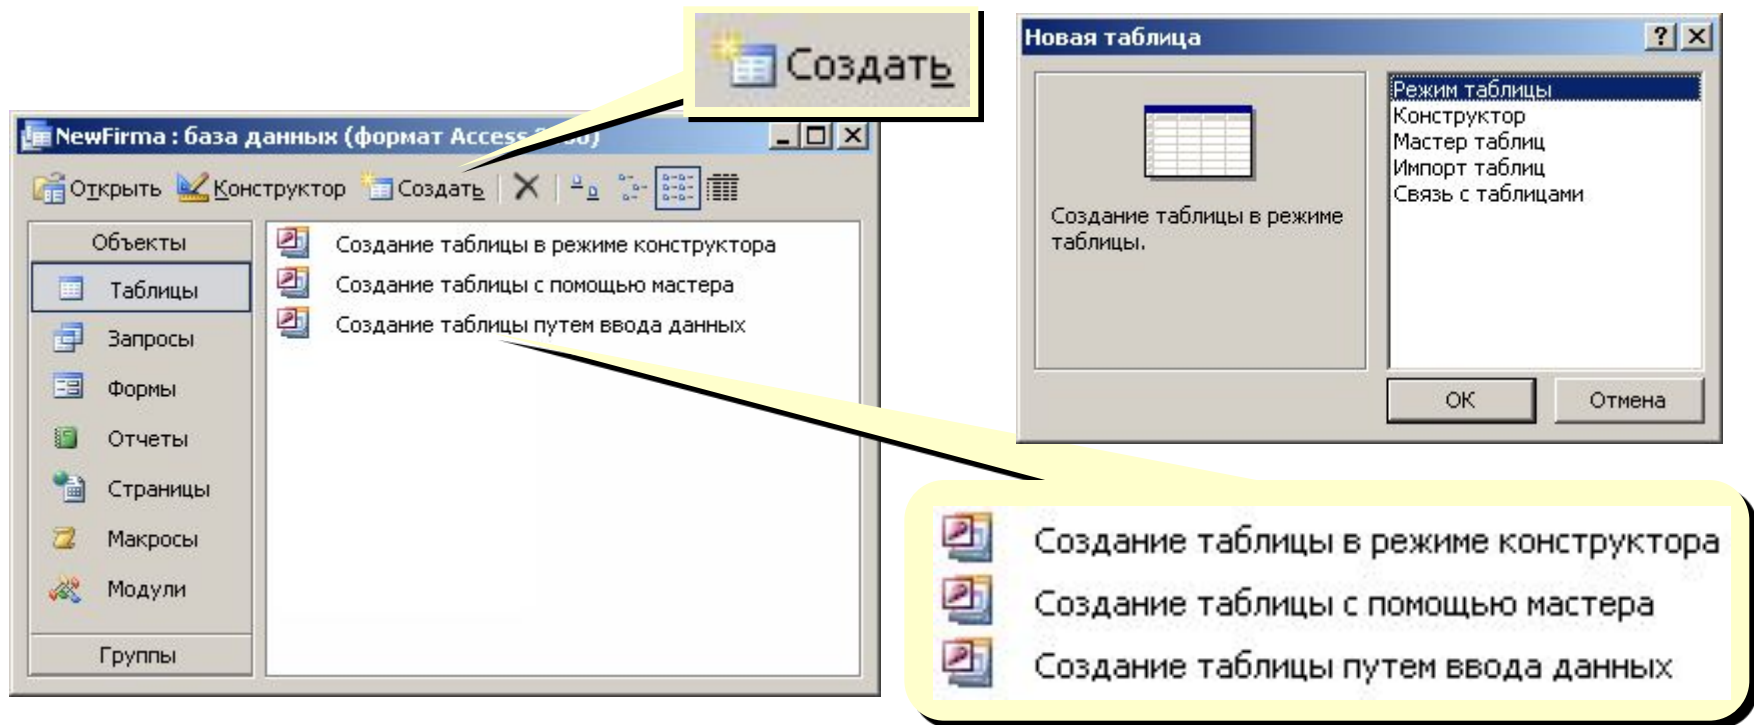 Создать
NewFirma : база данных (формат Access
Открыть Конструктор Создать
Объекты
Таблицы
Запросы
Формы
Отчеты
Страницы
Макросы
Модули
Группы
Создание таблицы в режиме конструктора
Создание таблицы с помощью мастера
Создание таблицы путем ввода данных
Новая таблица
Создание таблицы в режиме
таблицы.
Режим таблицы
Конструктор
Мастер таблиц
Импорт таблиц
Связь с таблицами
ОК
Отмена
Создание таблицы в режиме конструктора
Создание таблицы с помощью мастера
Создание таблицы путем ввода данных